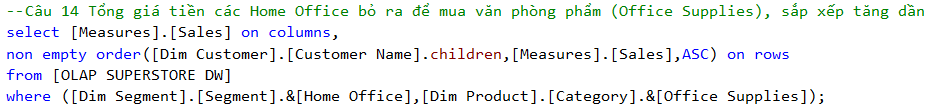 --Câu 14 Tổng giá tiền các Home Office bỏ ra để mua văn phòng phẩm (Office Supplies), sắp xếp tăng dần
select [Measures].[Sales] on columns,
non empty order([Dim Customer].[Customer Name].children,[Measures].[Sales],ASC) on rows
from [OLAP SUPERSTORE DW]
where ([Dim Segment].[Segment].&[Home Office],[Dim Product].[Category].&[Office Supplies]);